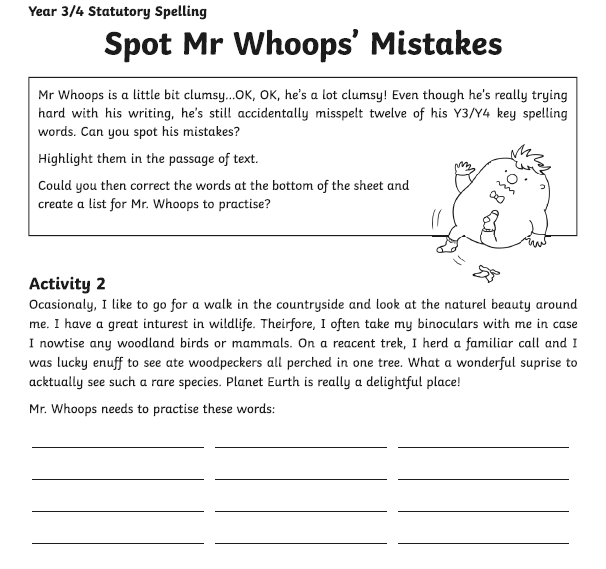 Year 3/4 Statutory Spelling
Spot Mr Whoops' Mistakes
Mr Whoops is a little bit clumsy...OK, OK, he's a lot clumsy! Even though he's really trying
hard with his writing, he's still accidentally misspelt twelve of his Y3/Y4 key spelling
words. Can you spot his mistakes?
Highlight them in the passage of text.
Could you then correct the words at the bottom of the sheet and
create a list for Mr. Whoops to practise?
Activity 2
Ocasionaly, I like to go for a walk in the countryside and look at the naturel beauty around
me. I have a great inturest in wildlife. Theirfore, I often take my binoculars with me in case
I nowtise any woodland birds or mammals. On a reacent trek, I herd a familiar call and I
was lucky enuff to see ate woodpeckers all perched in one tree. What a wonderful suprise to
acktually see such a rare species. Planet Eurth is really a delightful place!
Mr. Whoops needs to practise these words: